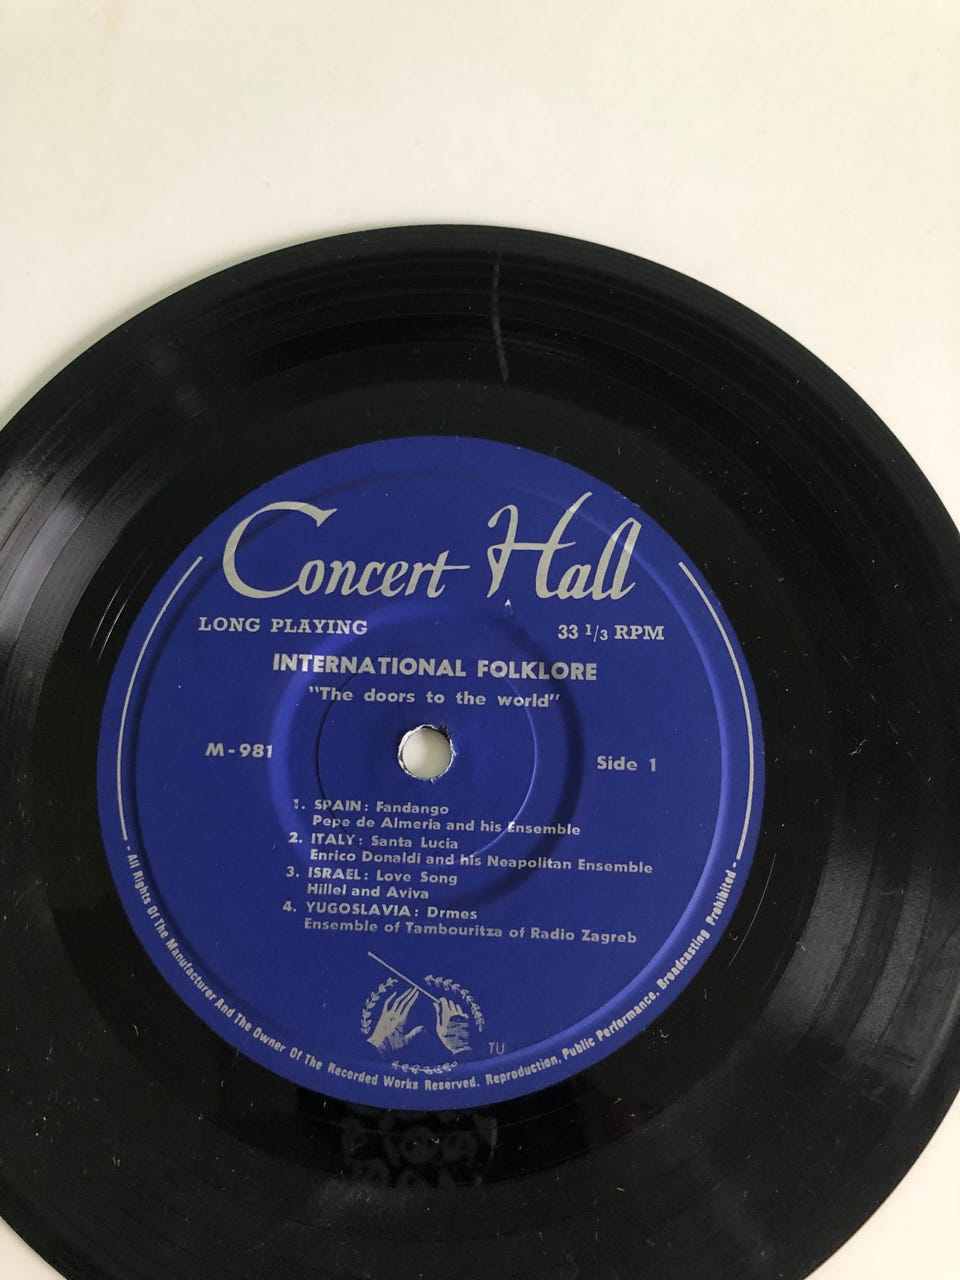 Concert Hall
LONG PLAYING 33 1/3 RPM
INTERNATIONAL FOLKLORE
"The doors to the world"
M-981 Side 1
1. SPAIN: Fandango
Pepe de Almeria and his Ensemble
2. ITALY: Santa Lucia
Enrico Donaldi and his Neapolitan Ensemble
3. ISRAEL: Love Song
Hillel and Aviva
4. YUGOSLAVIA: Drmes
Ensemble of Tambouritza of Radio Zagreb
TU
- All Rights Of The Manufacturer And The Owner Of The Recorded Works Reserved. Reproduction, Public Performance, Broadcasting Prohibited -